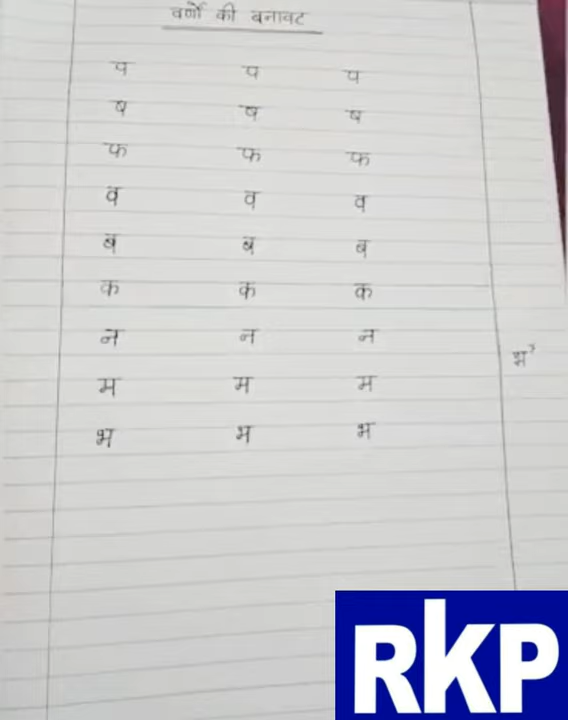 वर्णों की बनावट
प प प
ष ष ष
फ फ फ
व व व
ब ब ब
क क क
न न न
म म म
भ भ भ
भ
RKP